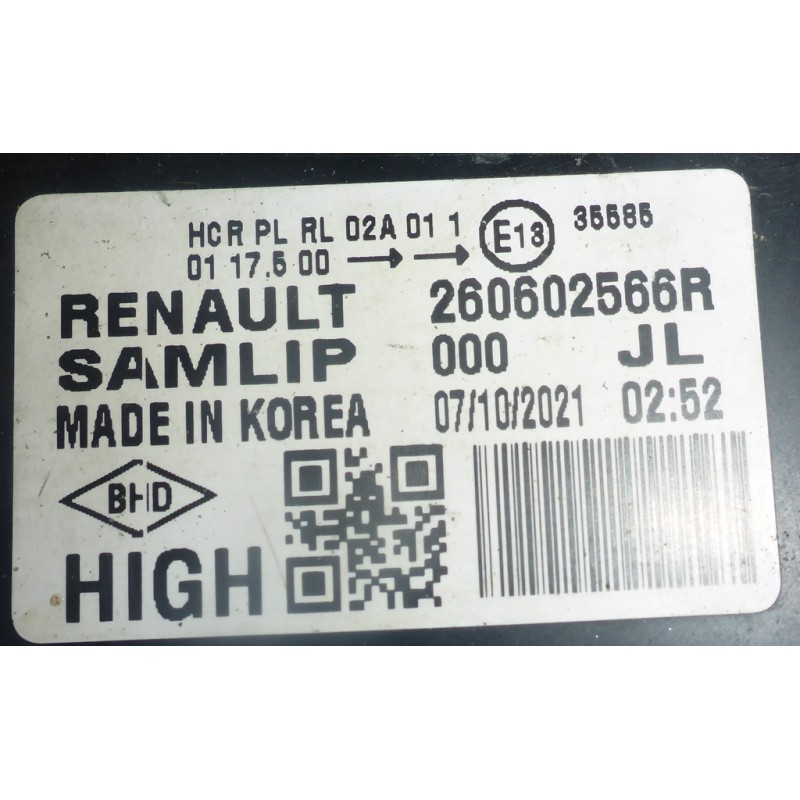 HCR PL RL 02A 01 1 E13 35585
01 17.5 00
RENAULT 260602566R
SAMLIP 000 JL
MADE IN KOREA 07/10/2021 02:52
BHD
HIGH